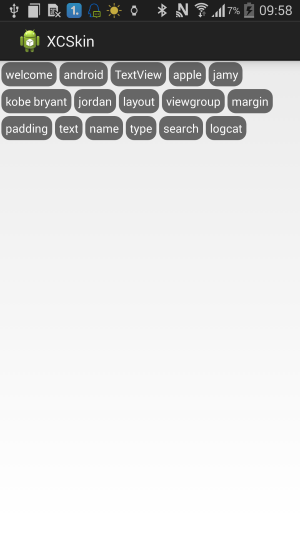 1. 7% 09:58
XCSkin
welcome android TextView apple jamy
kobe bryant jordan layout viewgroup margin
padding text name type search logcat